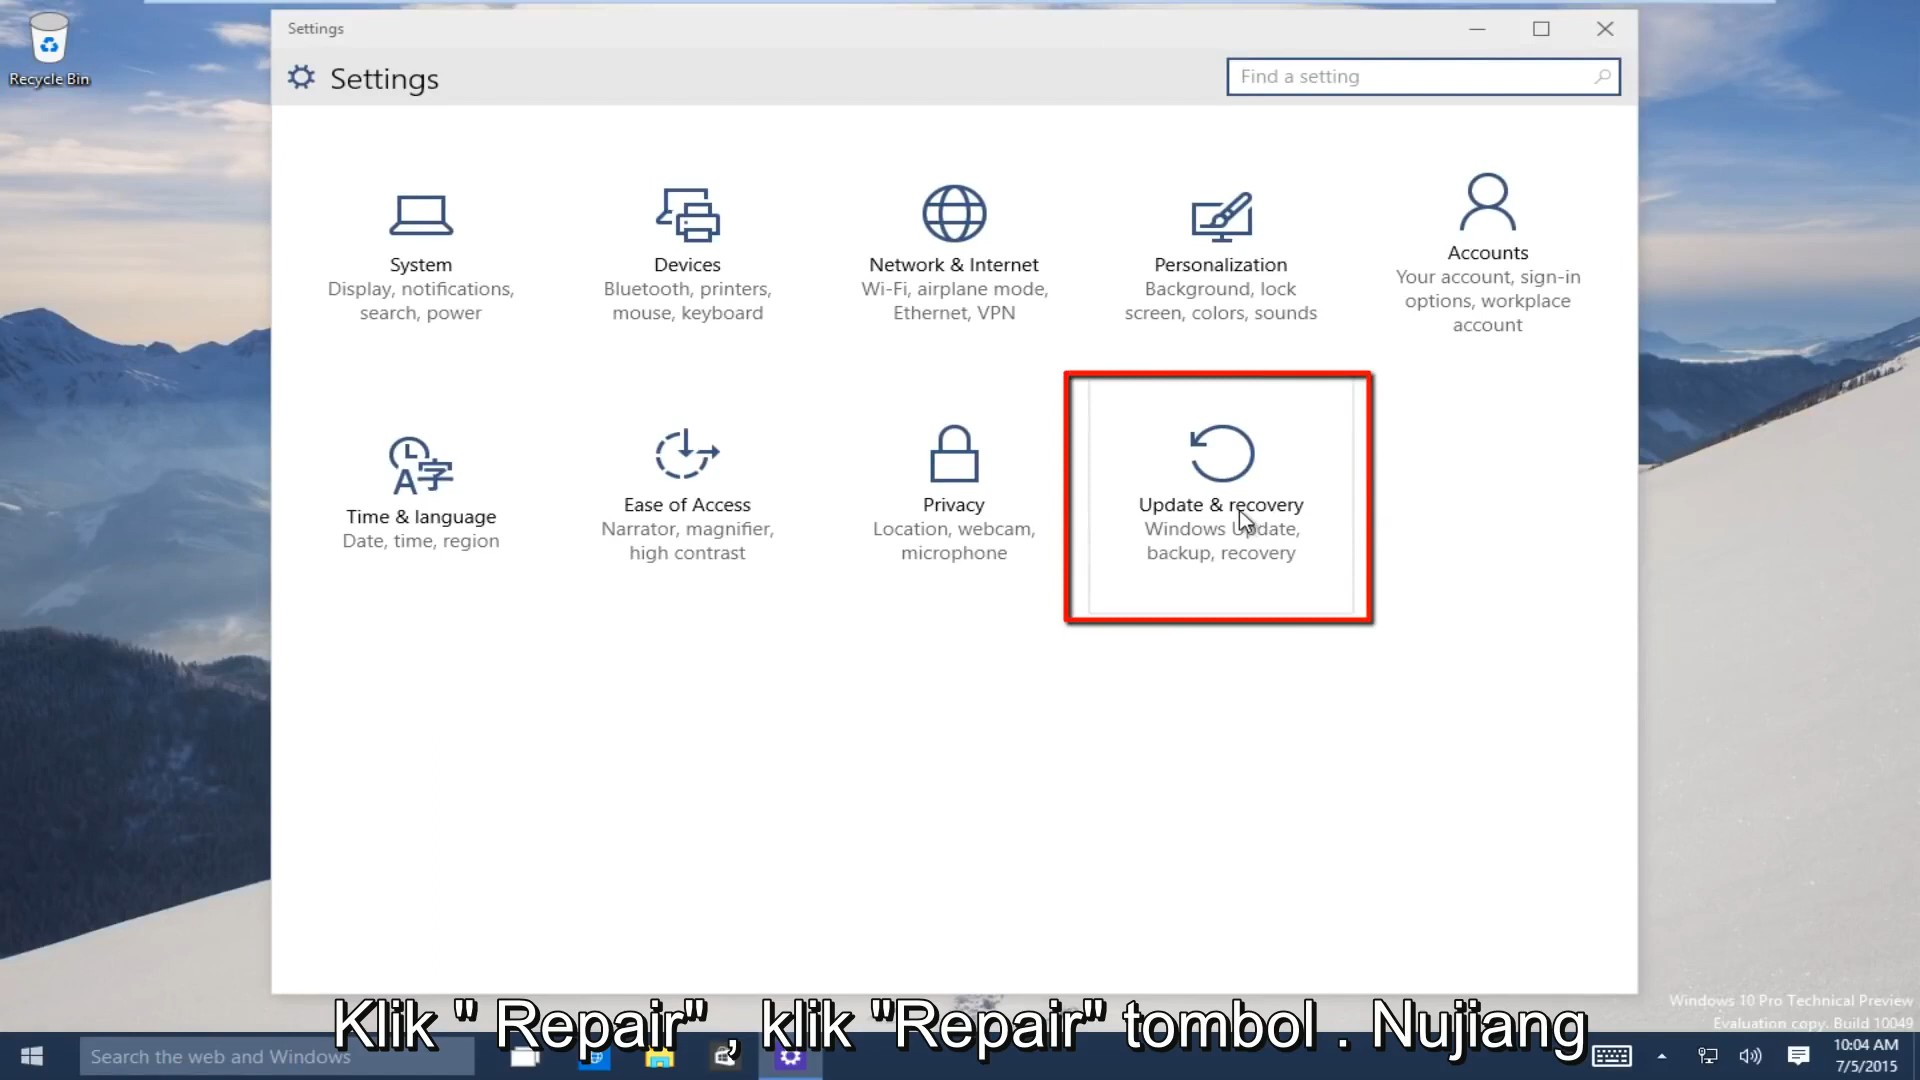 Recycle Bin
Settings
Settings
Find a setting
System
Display, notifications,
search, power
Devices
Bluetooth, printers,
mouse, keyboard
Network & Internet
Wi-Fi, airplane mode,
Ethernet, VPN
Personalization
Background, lock
screen, colors, sounds
Accounts
Your account, sign-in
options, workplace
account
Time & language
Date, time, region
Ease of Access
Narrator, magnifier,
high contrast
Privacy
Location, webcam,
microphone
Update & recovery
Windows Update,
backup, recovery
Windows 10 Pro Technical Preview
Evaluation copy. Build 10049
Klik " Repair" , klik "Repair" tombol . Nujiang
Search the web and Windows
10:04 AM
7/5/2015